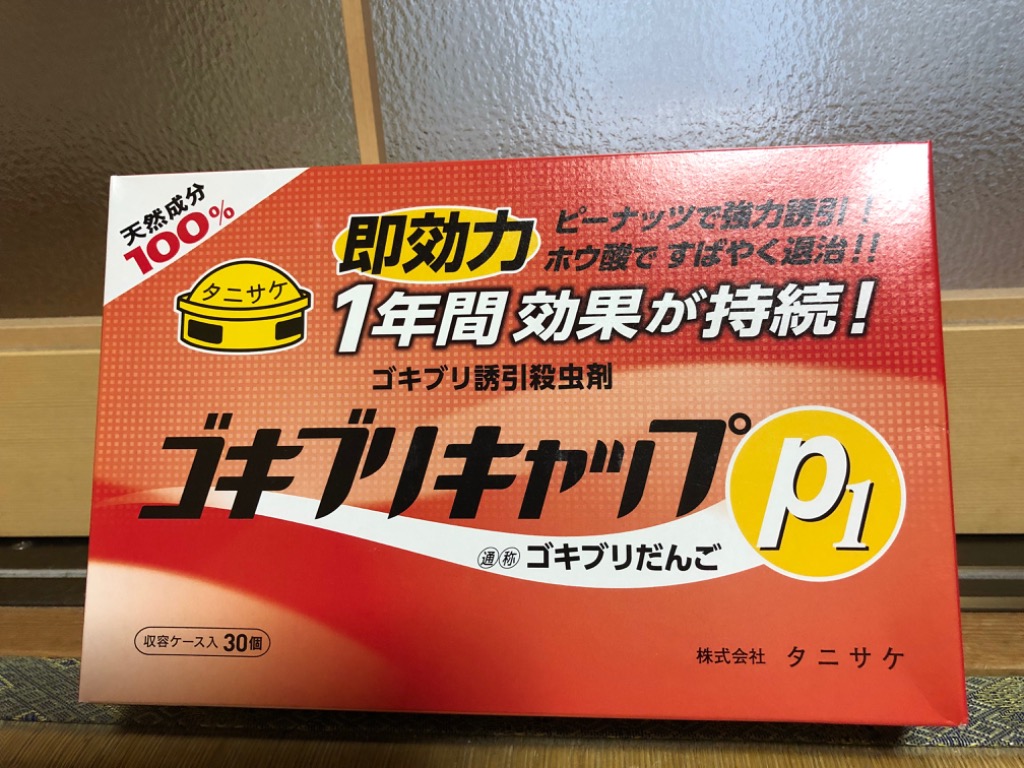 天然成分
100%
タニサケ
即効力
ピーナッツで強力誘引!
ホウ酸で すばやく退治!!
1年間 効果が持続!
ゴキブリ誘引殺虫剤
ゴキブリキャップ P1
通称 ゴキブリだんご
収容ケース入 30個
株式会社 タニサケ